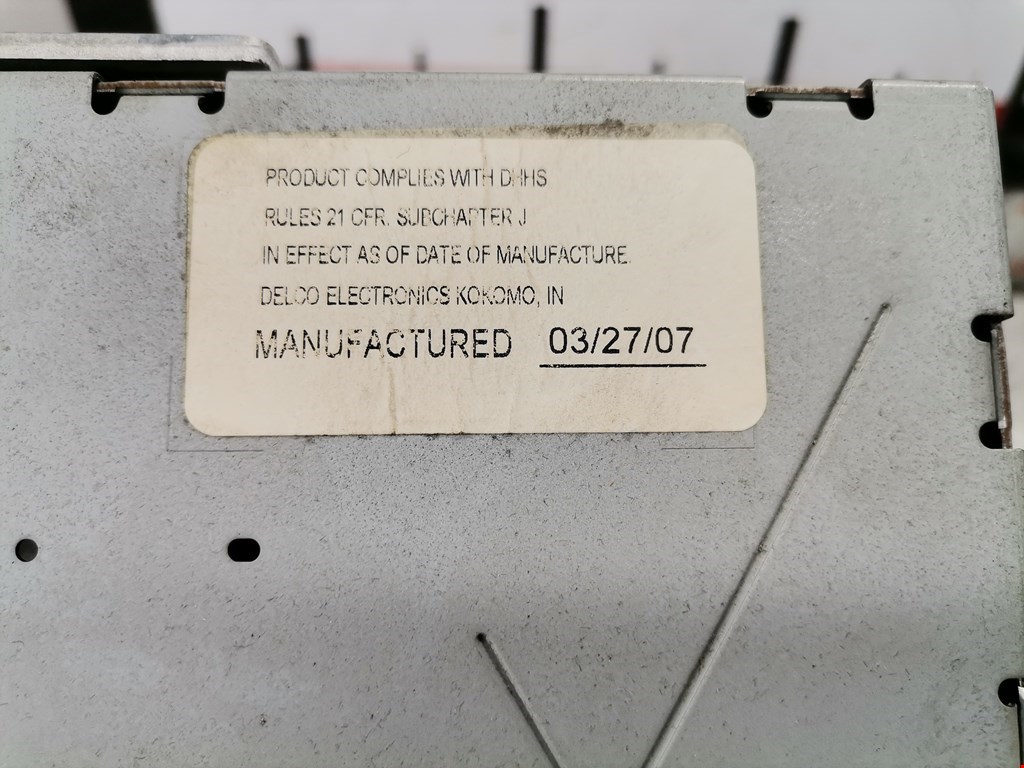 PRODUCT COMPLIES WITH DHHS
RULES 21 CFR. SUBCHAPTER J
IN EFFECT AS OF DATE OF MANUFACTURE.
DELCO ELECTRONICS KOKOMO, IN
MANUFACTURED 03/27/07